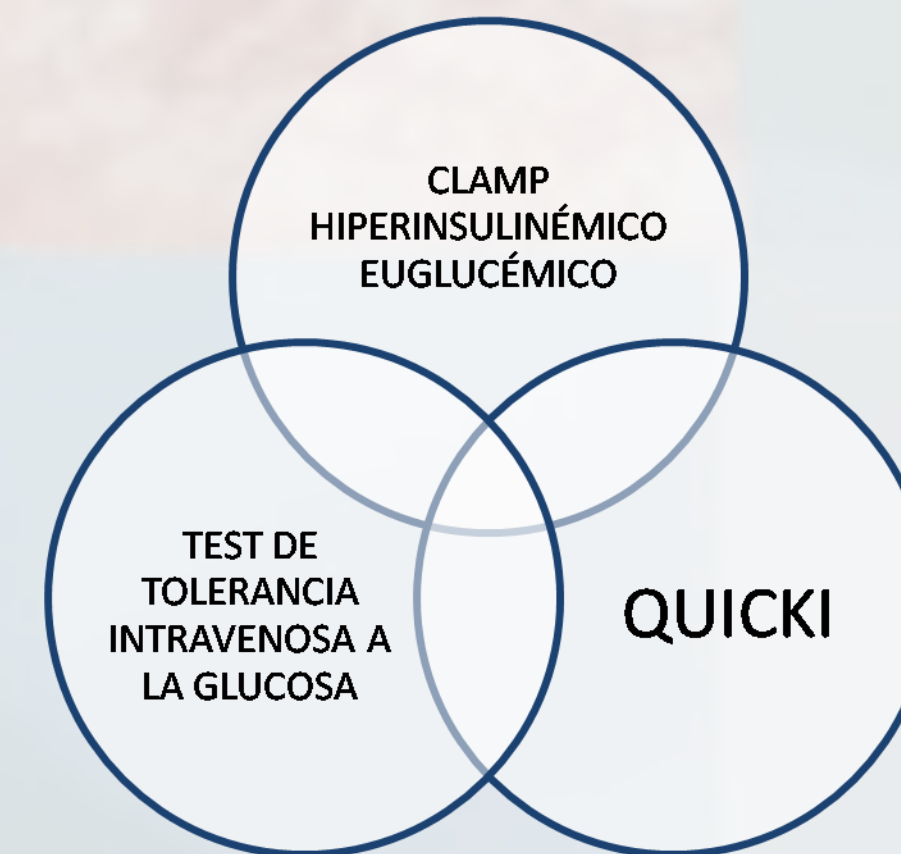 CLAMP
HIPERINSULINÉMICO
EUGLUCÉMICO
TEST DE
TOLERANCIA
INTRAVENOSA A
LA GLUCOSA
QUICKI